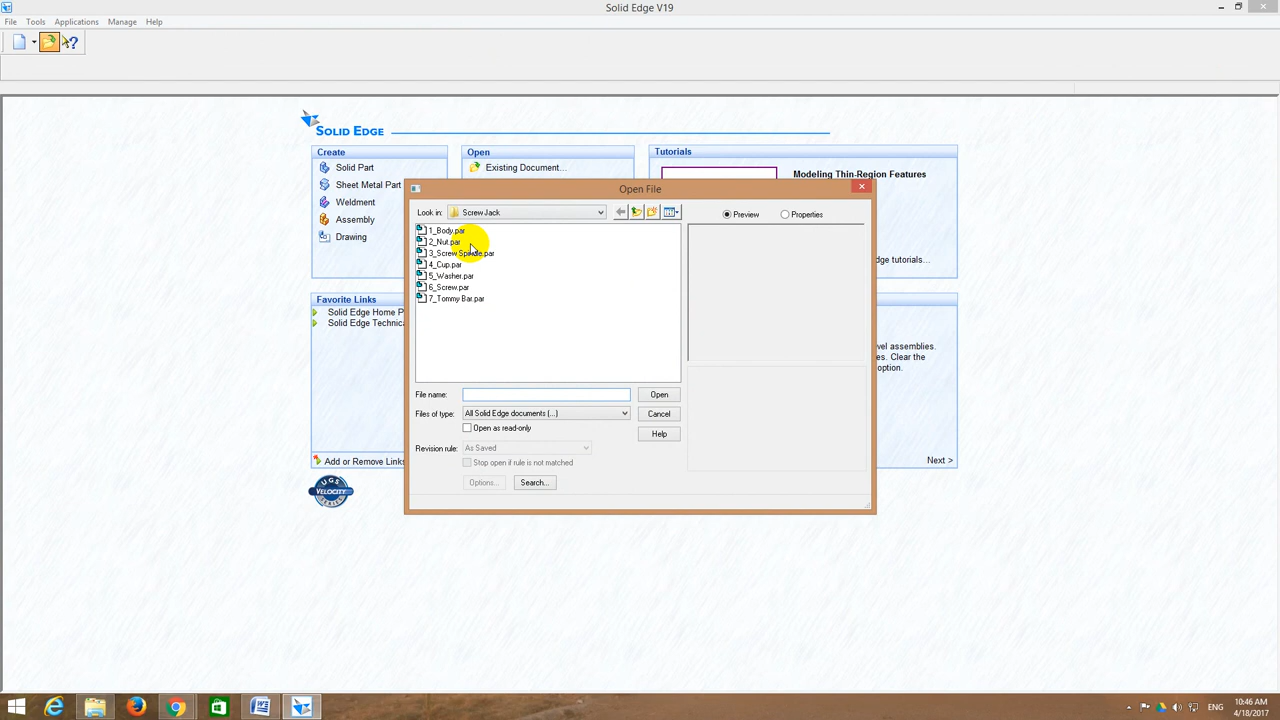 Solid Edge V19
File Tools Applications Manage Help
SOLID EDGE
Create
Solid Part
Sheet Metal Part
Weldment
Assembly
Drawing
Open
Existing Document...
Tutorials
Modeling Thin-Region Features
ls...
Favorite Links
Solid Edge Home P
Solid Edge Technic
Add or Remove Links
vel assemblies.
es. Clear the
option.
Next >
UGS
VELOCITY
SERIES
Open File
Look in:
Screw Jack
Preview
Properties
1_Body.par
2_Nut.par
3_Screw Spindle.par
4_Cup.par
5_Washer.par
6_Screw.par
7_Tommy Bar.par
File name:
Open
Files of type:
All Solid Edge documents (...)
Cancel
Open as read-only
Help
Revision rule:
As Saved
Stop open if rule is not matched
Options...
Search...
ENG
10:46 AM
4/18/2017